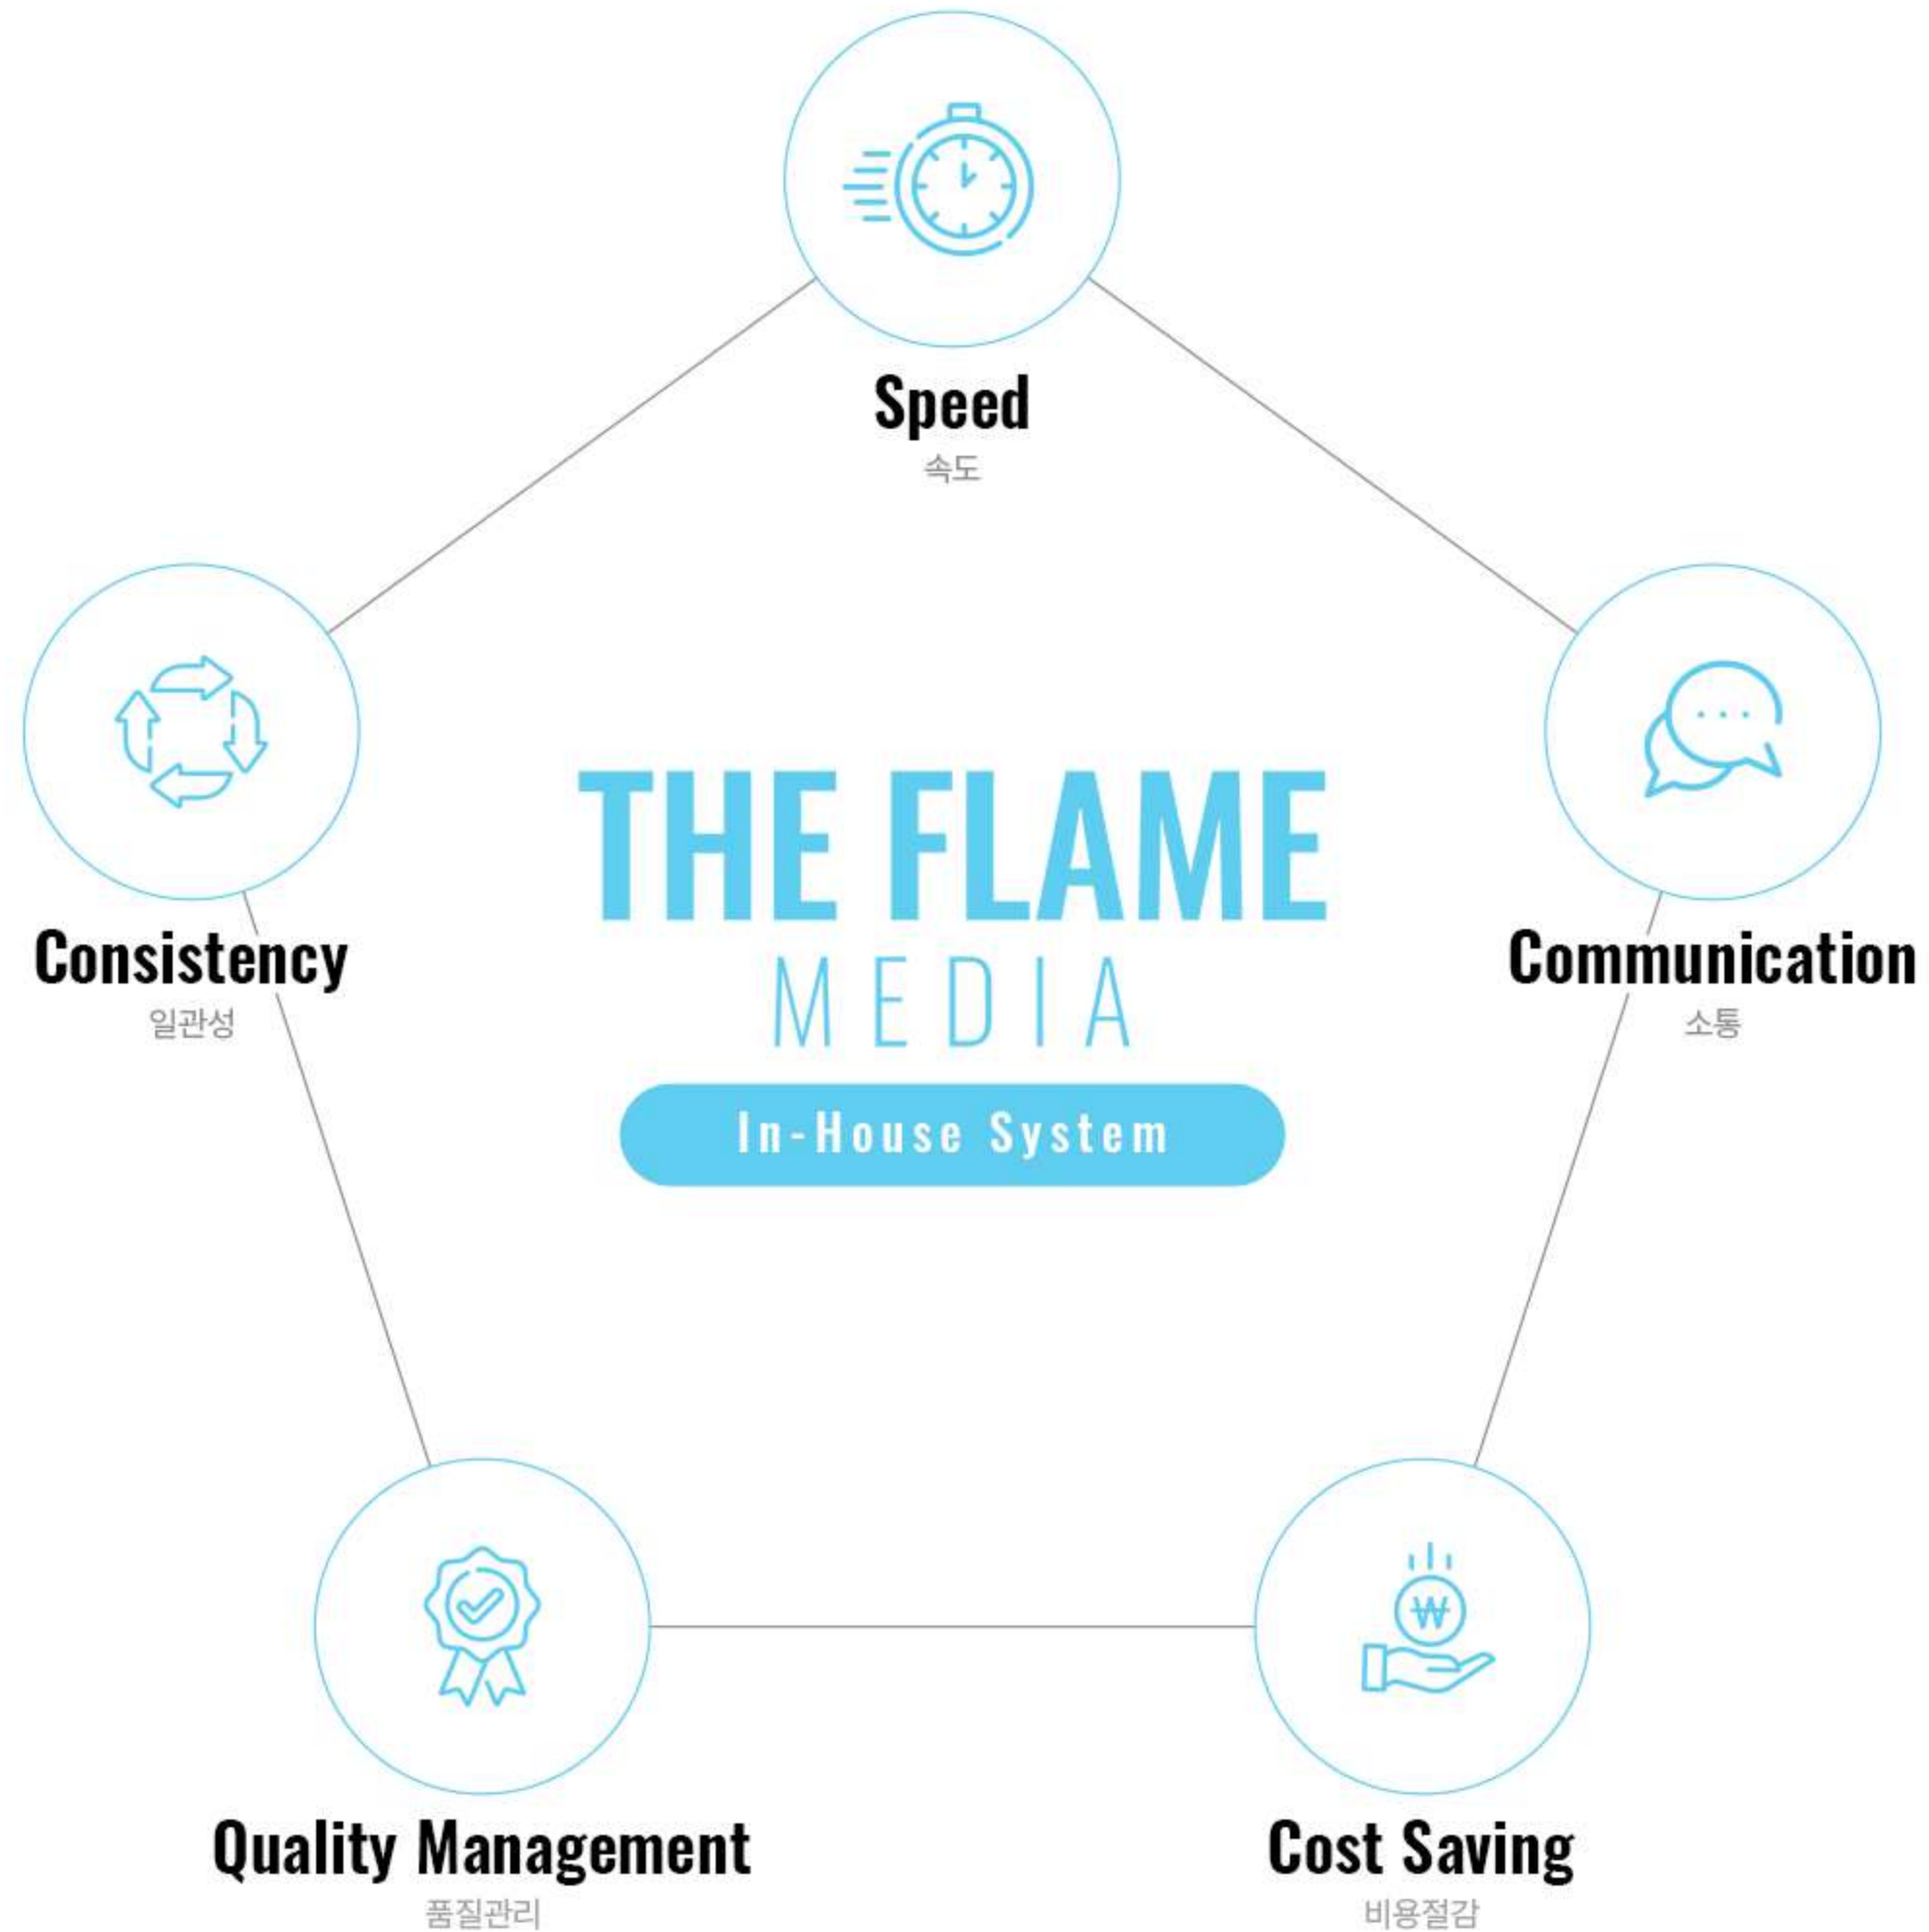 Speed
속도
Consistency
일관성
Communication
소통
THE FLAME
MEDIA
In-House System
Quality Management
품질관리
₩
Cost Saving
비용절감